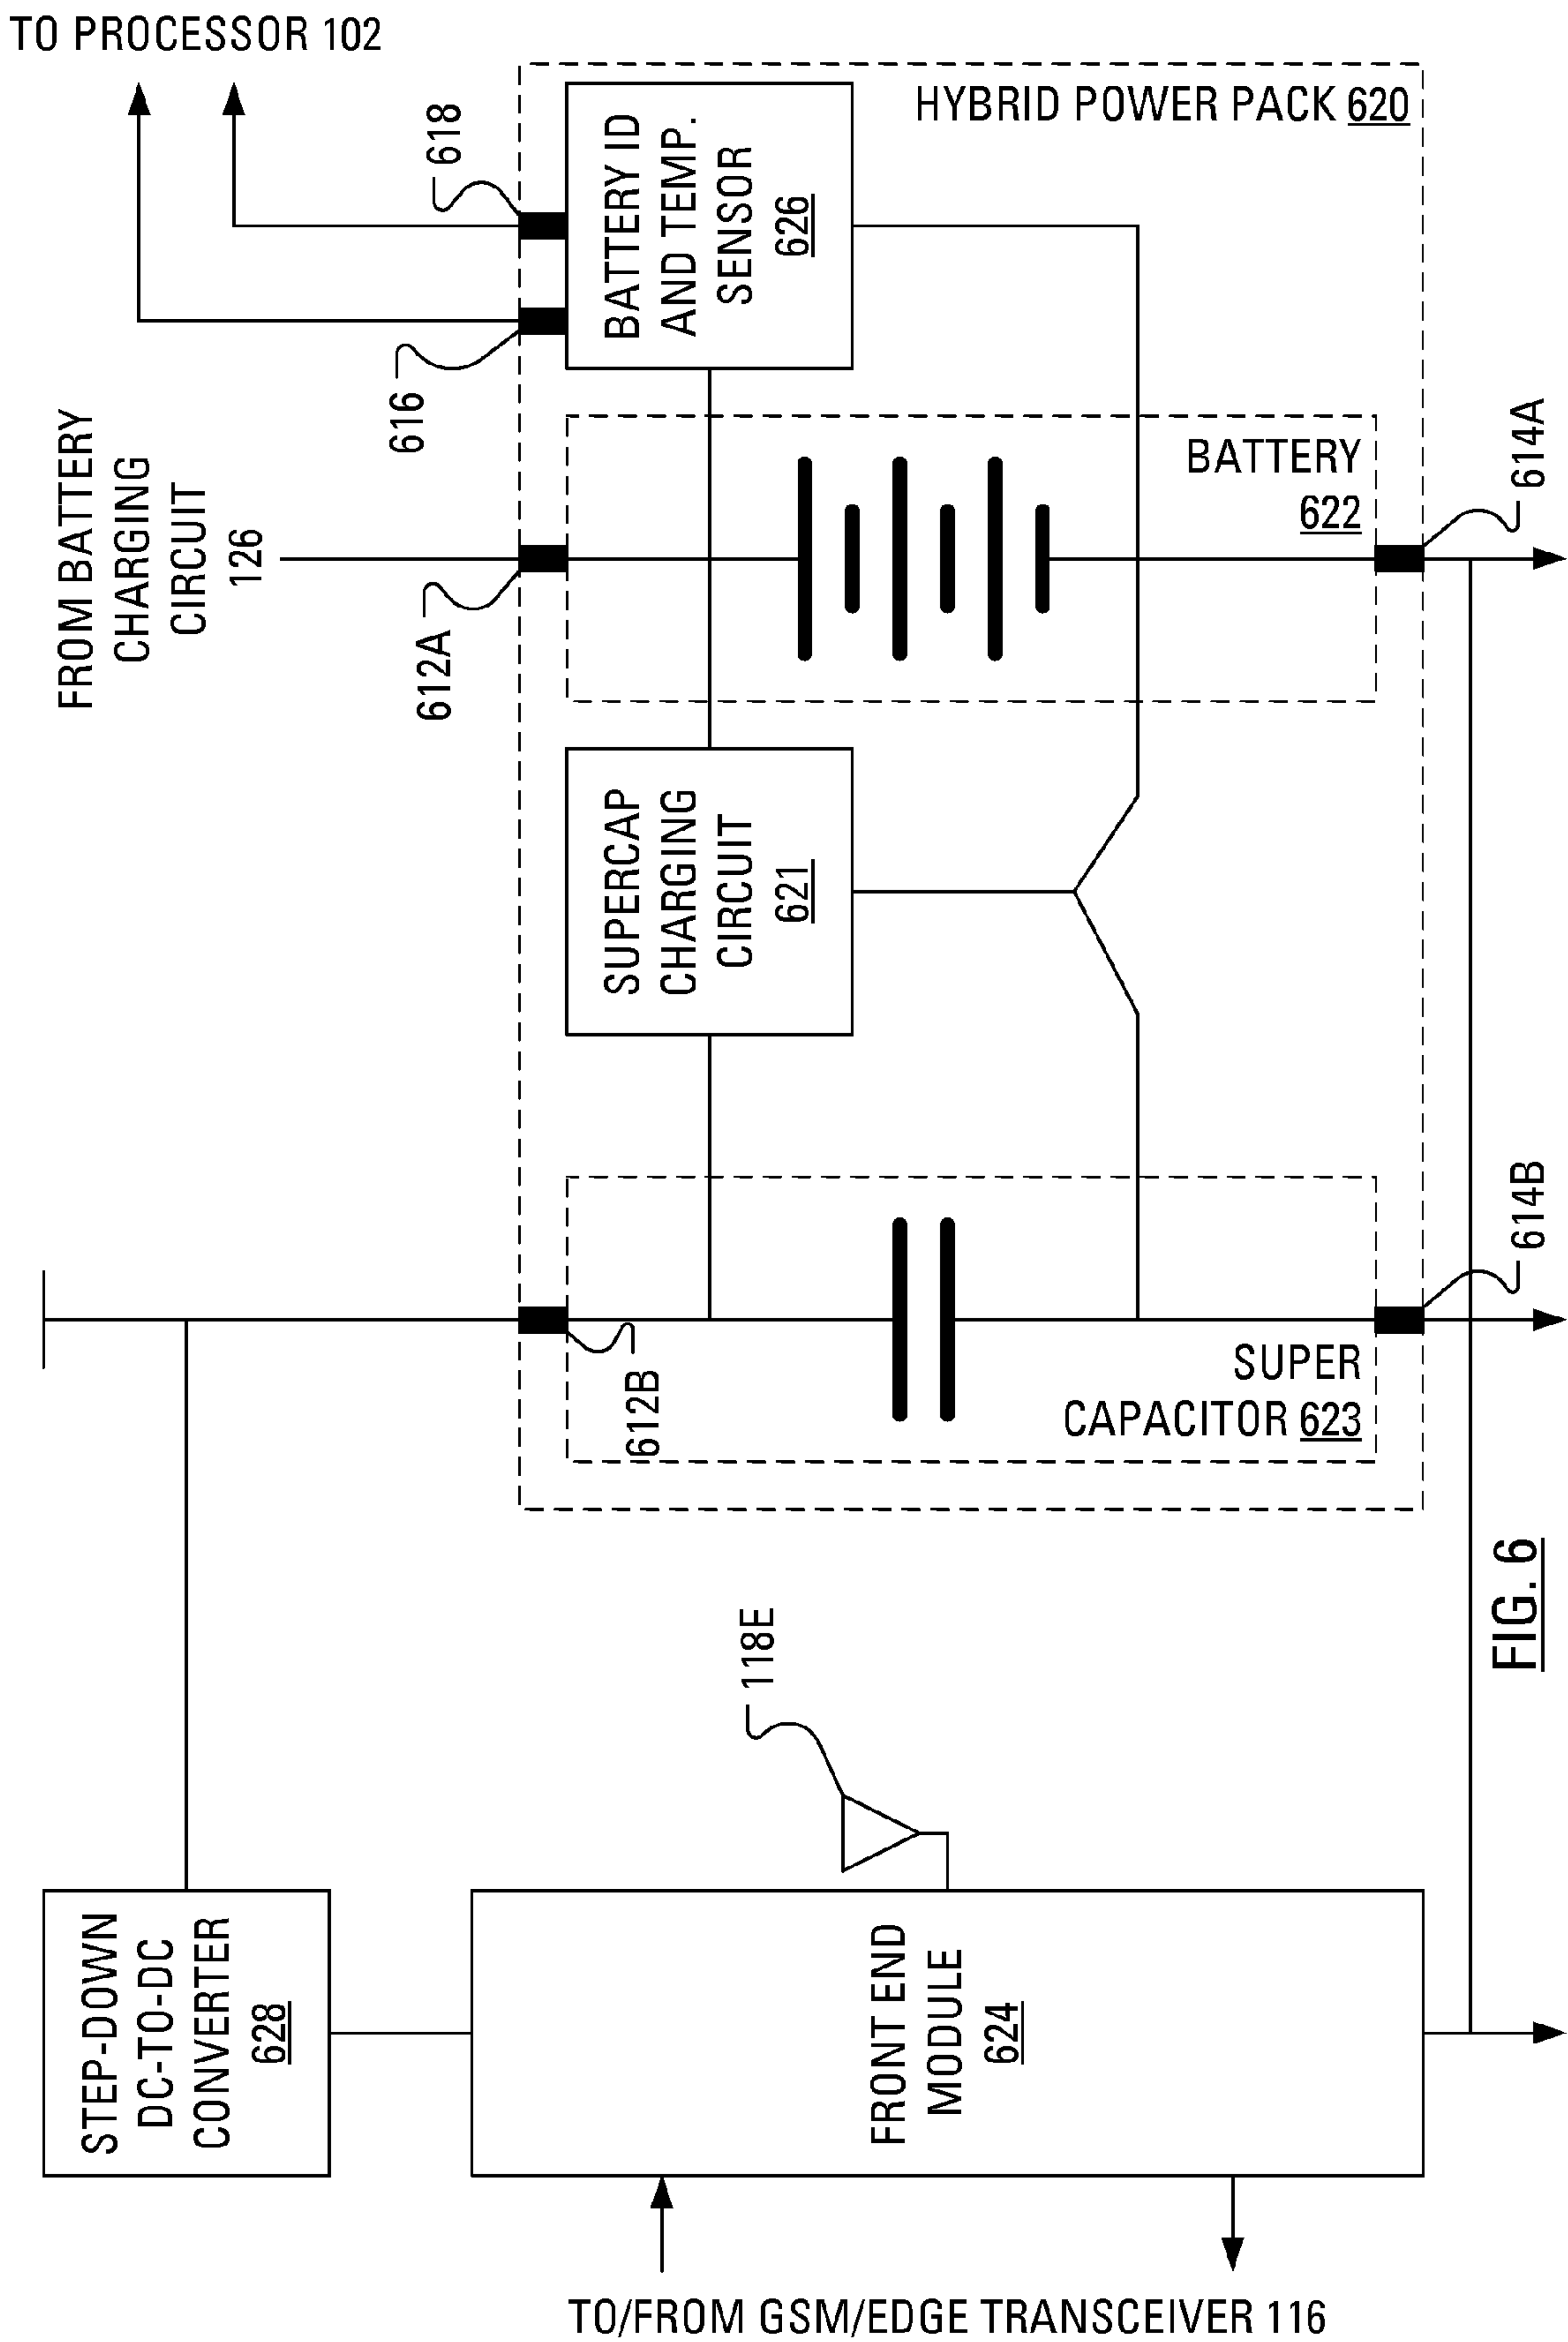 TO PROCESSOR 102
618
HYBRID POWER PACK 620
BATTERY ID
AND TEMP.
SENSOR
626
616
FROM BATTERY
CHARGING
CIRCUIT
126
612A
BATTERY
622
614A
SUPERCAP
CHARGING
CIRCUIT
621
612B
SUPER
CAPACITOR 623
614B
FIG. 6
118E
STEP-DOWN
DC-TO-DC
CONVERTER
628
FRONT END
MODULE
624
TO/FROM GSM/EDGE TRANSCEIVER 116